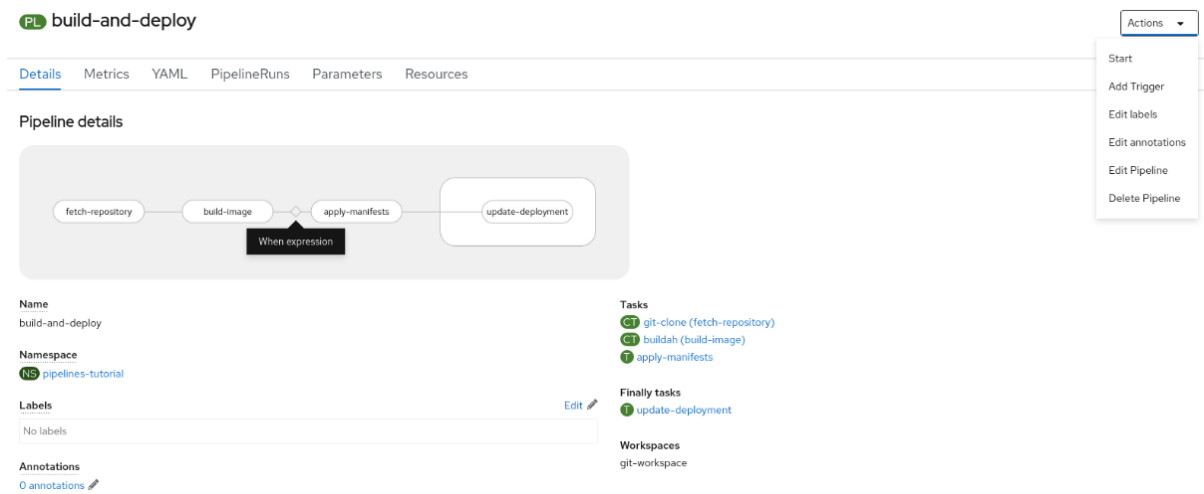 PL build-and-deploy
Actions
Start
Add Trigger
Edit labels
Edit annotations
Edit Pipeline
Delete Pipeline
Details Metrics YAML PipelineRuns Parameters Resources
Pipeline details
fetch-repository build-image apply-manifests update-deployment
When expression
Name
build-and-deploy
Namespace
NS pipelines-tutorial
Labels Edit
No labels
Annotations
0 annotations
Tasks
CT git-clone (fetch-repository)
CT buildah (build-image)
T apply-manifests
Finally tasks
T update-deployment
Workspaces
git-workspace